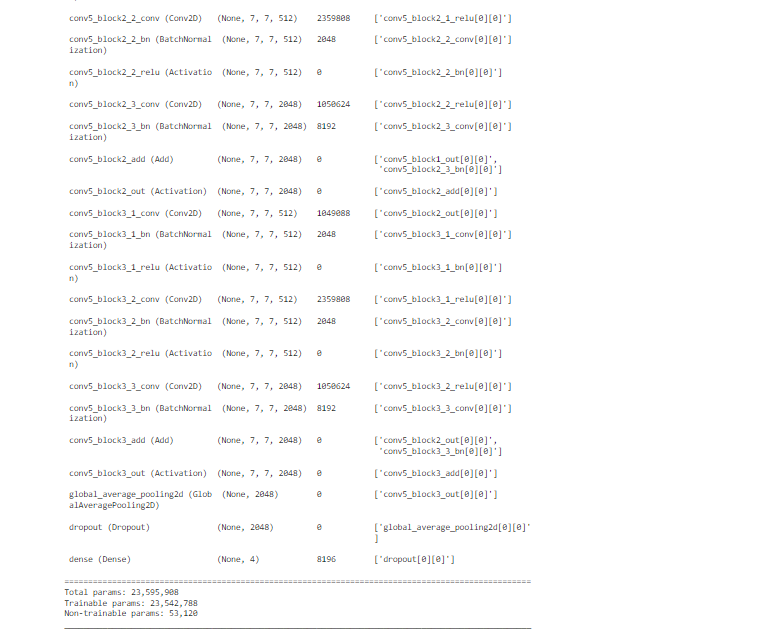 conv5_block2_2_conv (Conv2D) (None, 7, 7, 512) 2359808 ['conv5_block2_1_relu[0][0]']
conv5_block2_2_bn (BatchNormal (None, 7, 7, 512) 2048 ['conv5_block2_2_conv[0][0]']
ization)
conv5_block2_2_relu (Activatio (None, 7, 7, 512) 0 ['conv5_block2_2_bn[0][0]']
n)
conv5_block2_3_conv (Conv2D) (None, 7, 7, 2048) 1050624 ['conv5_block2_2_relu[0][0]']
conv5_block2_3_bn (BatchNormal (None, 7, 7, 2048) 8192 ['conv5_block2_3_conv[0][0]']
ization)
conv5_block2_add (Add) (None, 7, 7, 2048) 0 ['conv5_block1_out[0][0]',
'conv5_block2_3_bn[0][0]']
conv5_block2_out (Activation) (None, 7, 7, 2048) 0 ['conv5_block2_add[0][0]']
conv5_block3_1_conv (Conv2D) (None, 7, 7, 512) 1049088 ['conv5_block2_out[0][0]']
conv5_block3_1_bn (BatchNormal (None, 7, 7, 512) 2048 ['conv5_block3_1_conv[0][0]']
ization)
conv5_block3_1_relu (Activatio (None, 7, 7, 512) 0 ['conv5_block3_1_bn[0][0]']
n)
conv5_block3_2_conv (Conv2D) (None, 7, 7, 512) 2359808 ['conv5_block3_1_relu[0][0]']
conv5_block3_2_bn (BatchNormal (None, 7, 7, 512) 2048 ['conv5_block3_2_conv[0][0]']
ization)
conv5_block3_2_relu (Activatio (None, 7, 7, 512) 0 ['conv5_block3_2_bn[0][0]']
n)
conv5_block3_3_conv (Conv2D) (None, 7, 7, 2048) 1050624 ['conv5_block3_2_relu[0][0]']
conv5_block3_3_bn (BatchNormal (None, 7, 7, 2048) 8192 ['conv5_block3_3_conv[0][0]']
ization)
conv5_block3_add (Add) (None, 7, 7, 2048) 0 ['conv5_block2_out[0][0]',
'conv5_block3_3_bn[0][0]']
conv5_block3_out (Activation) (None, 7, 7, 2048) 0 ['conv5_block3_add[0][0]']
global_average_pooling2d (Glob (None, 2048) 0 ['conv5_block3_out[0][0]']
alAveragePooling2D)
dropout (Dropout) (None, 2048) 0 ['global_average_pooling2d[0][0]'
]
dense (Dense) (None, 4) 8196 ['dropout[0][0]']
==================================================================================================
Total params: 23,595,908
Trainable params: 23,542,788
Non-trainable params: 53,120